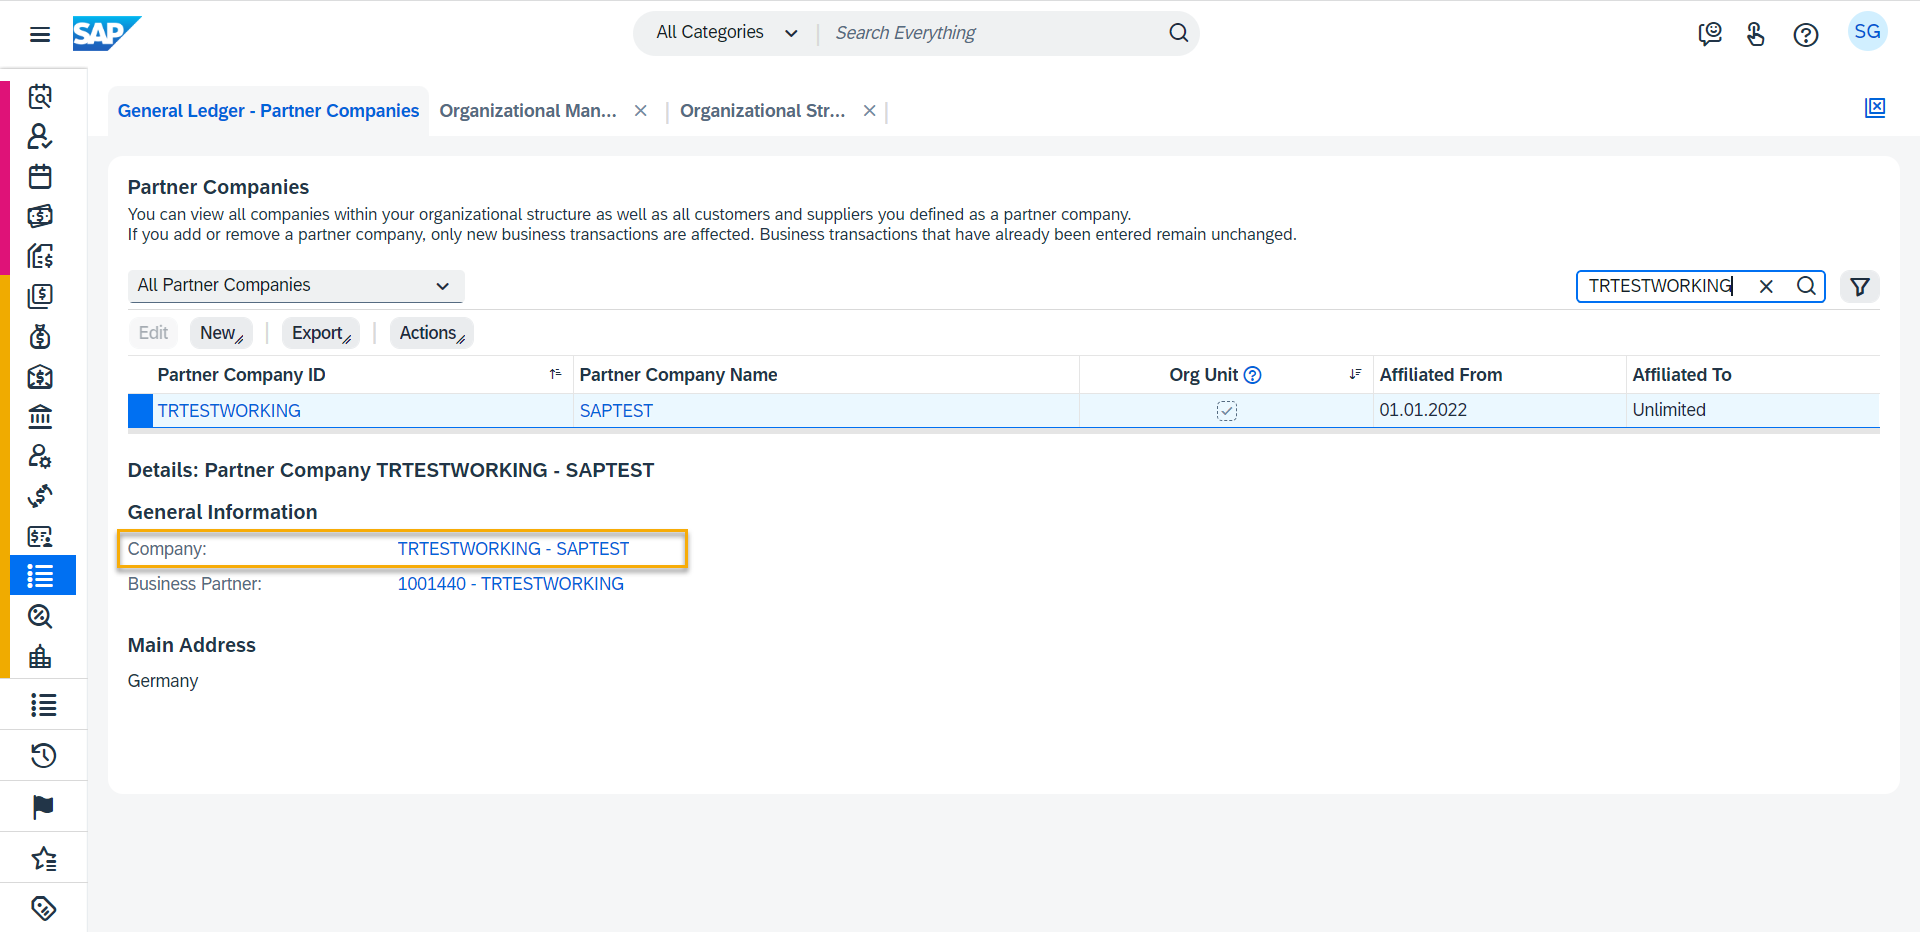 SAP
All Categories
Search Everything
SG
General Ledger - Partner Companies
Organizational Man...
Organizational Str...
Partner Companies
You can view all companies within your organizational structure as well as all customers and suppliers you defined as a partner company.
If you add or remove a partner company, only new business transactions are affected. Business transactions that have already been entered remain unchanged.
All Partner Companies
TRTESTWORKING
Edit
New
Export
Actions
Partner Company ID
Partner Company Name
Org Unit
Affiliated From
Affiliated To
TRTESTWORKING
SAPTEST
01.01.2022
Unlimited
Details: Partner Company TRTESTWORKING - SAPTEST
General Information
Company: TRTESTWORKING - SAPTEST
Business Partner: 1001440 - TRTESTWORKING
Main Address
Germany